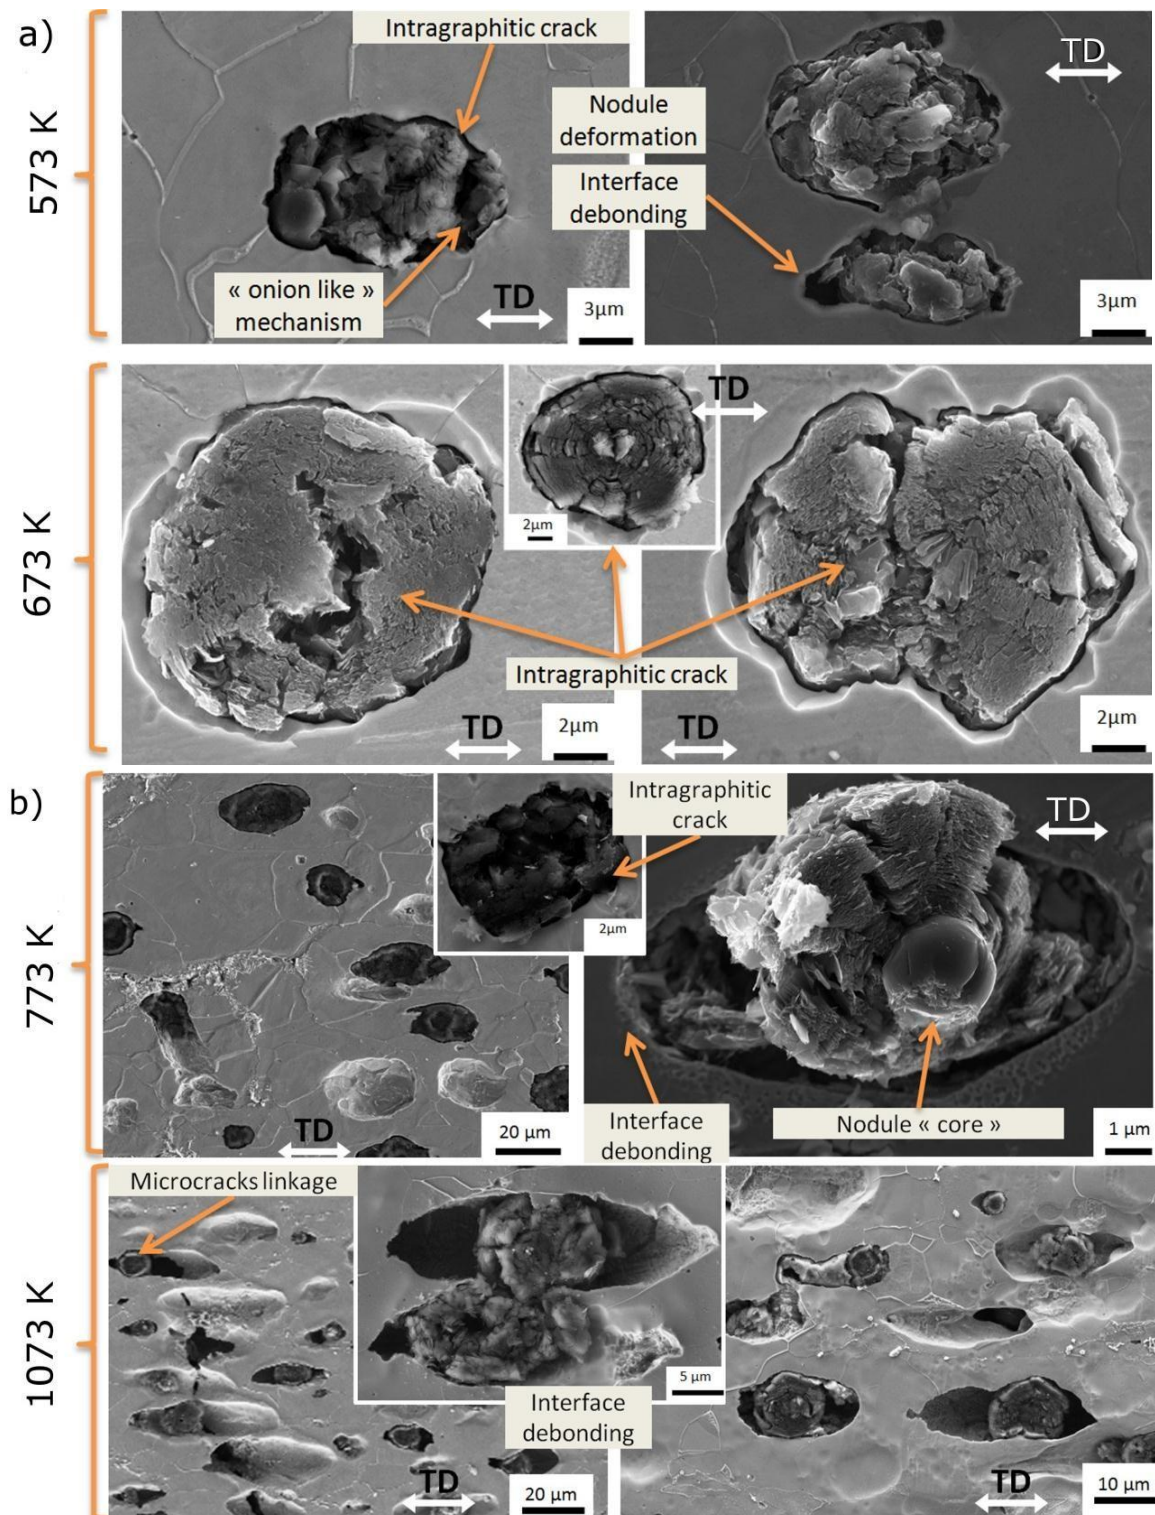 a)
573 K
Intragraphitic crack
« onion like »
mechanism
TD
3μm
Nodule
deformation
Interface
debonding
TD
3μm
673 K
TD
2μm
Intragraphitic crack
TD
2μm
TD
2μm
b)
773 K
Intragraphitic
crack
2μm
TD
20 μm
TD
Interface
debonding
Nodule « core »
1 μm
1073 K
Microcracks linkage
5 μm
Interface
debonding
TD
20 μm
TD
10 μm